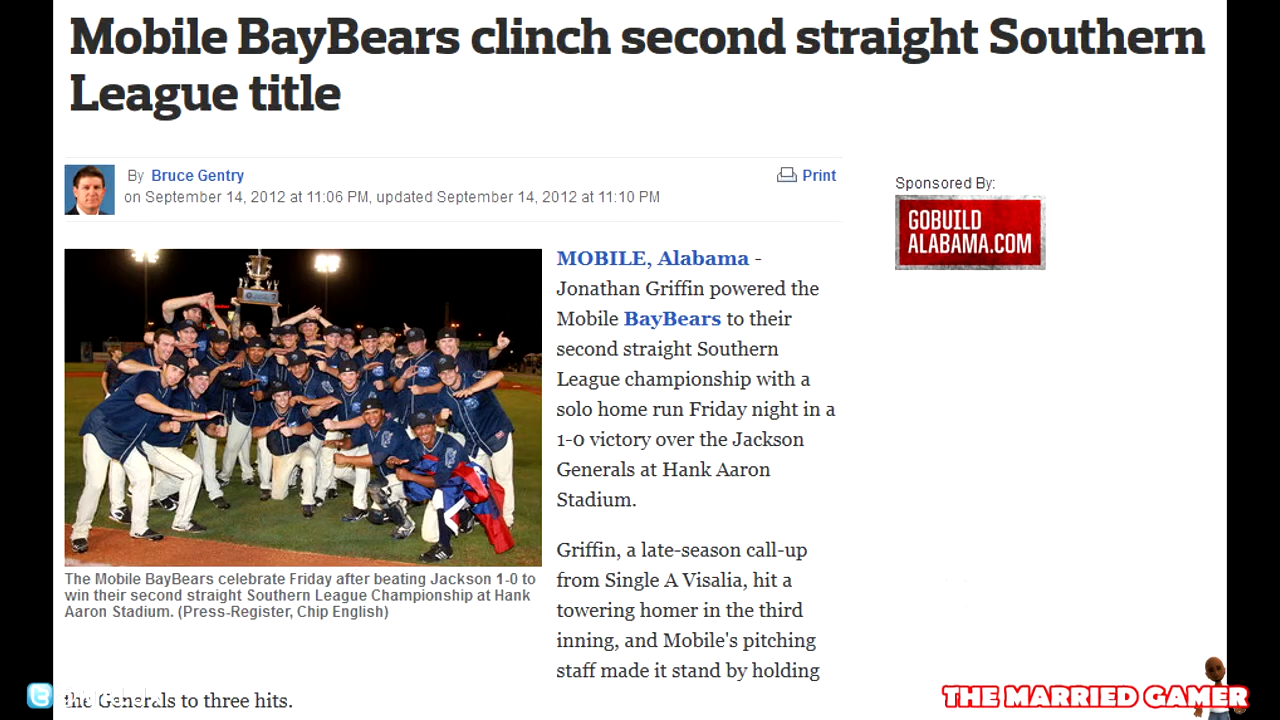 Mobile BayBears clinch second straight Southern
League title
By Bruce Gentry
on September 14, 2012 at 11:06 PM, updated September 14, 2012 at 11:10 PM
Print
Sponsored By:
GOBUILD
ALABAMA.COM
MOBILE, Alabama -
Jonathan Griffin powered the
Mobile BayBears to their
second straight Southern
League championship with a
solo home run Friday night in a
1-0 victory over the Jackson
Generals at Hank Aaron
Stadium.
Griffin, a late-season call-up
from Single A Visalia, hit a
towering homer in the third
inning, and Mobile's pitching
staff made it stand by holding
the Generals to three hits.
The Mobile BayBears celebrate Friday after beating Jackson 1-0 to
win their second straight Southern League Championship at Hank
Aaron Stadium. (Press-Register, Chip English)
THE MARRIED GAMER